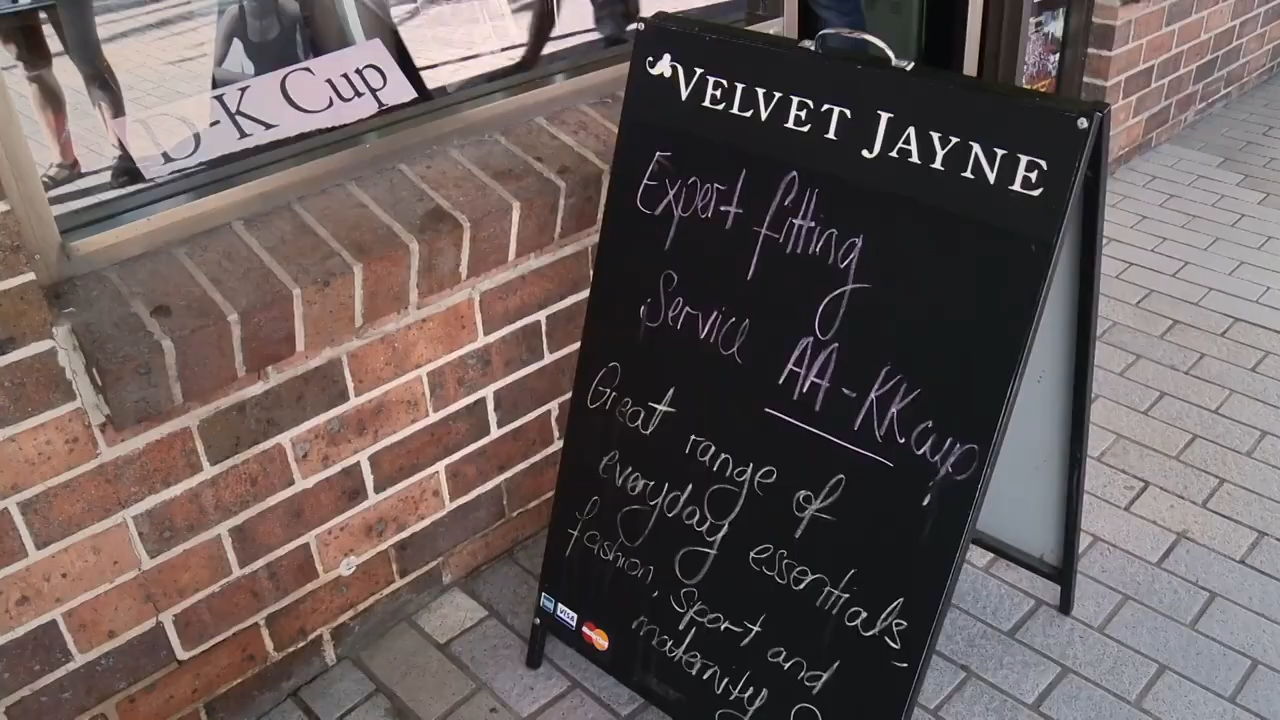 D-K Cup
VELVET JAYNE
Expert fitting
Service AA-KK cup
Great range of
everyday essentials,
fashion, sport and
maternity
VISA
MasterCard